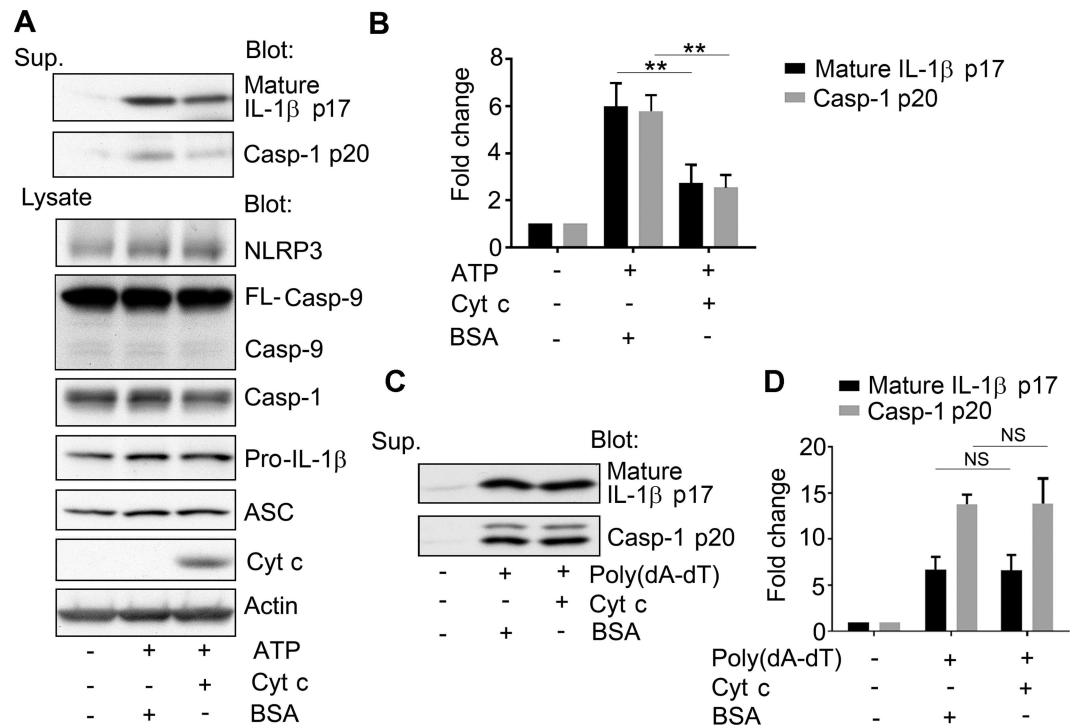 A
Sup.
Blot:
Mature
IL-1β p17
Casp-1 p20
Lysate
Blot:
NLRP3
FL-Casp-9
Casp-9
Casp-1
Pro-IL-1β
ASC
Cyt c
Actin
- + + ATP
- - + Cyt c
- + - BSA
B
** **
Mature IL-1β p17
Casp-1 p20
Fold change
8
6
4
2
0
ATP - + +
Cyt c - - +
BSA - + -
C
Sup.
Blot:
Mature
IL-1β p17
Casp-1 p20
- + + Poly(dA-dT)
- - + Cyt c
- + - BSA
D
Mature IL-1β p17
Casp-1 p20
NS
NS
Fold change
20
15
10
5
0
Poly(dA-dT) - + +
Cyt c - - +
BSA - + -